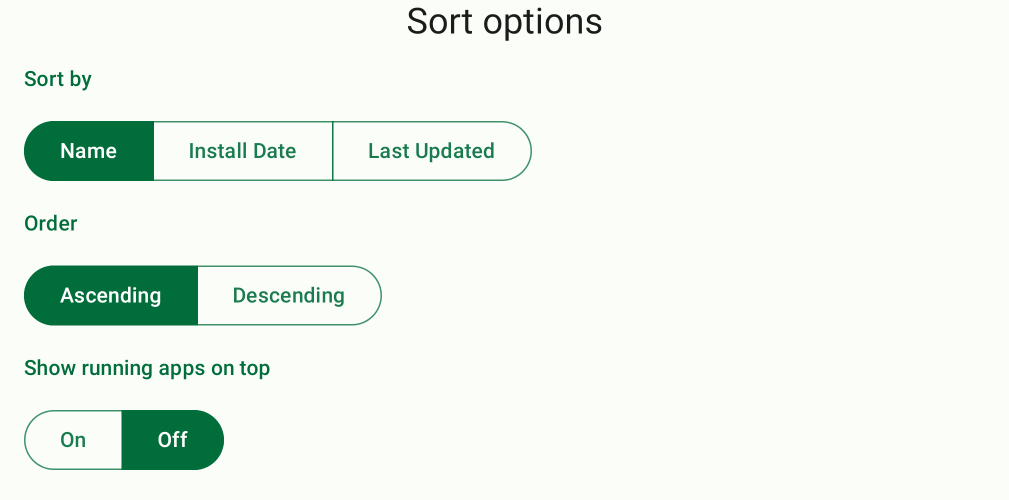 Sort options
Sort by
Name Install Date Last Updated
Order
Ascending Descending
Show running apps on top
On Off